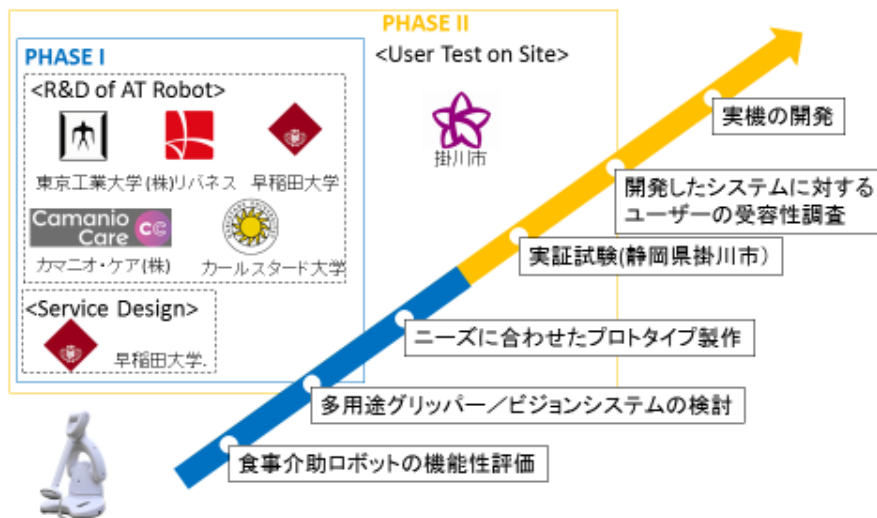 PHASE II
PHASE I
<User Test on Site>
<R&D of AT Robot>
東京工業大学
(株)リバネス
早稲田大学
掛川市
Camanio
Care
CC
カマニオ・ケア(株)
カールスタード大学
<Service Design>
早稲田大学.
実機の開発
開発したシステムに対する
ユーザーの受容性調査
実証試験(静岡県掛川市）
ニーズに合わせたプロトタイプ製作
多用途グリッパー／ビジョンシステムの検討
食事介助ロボットの機能性評価